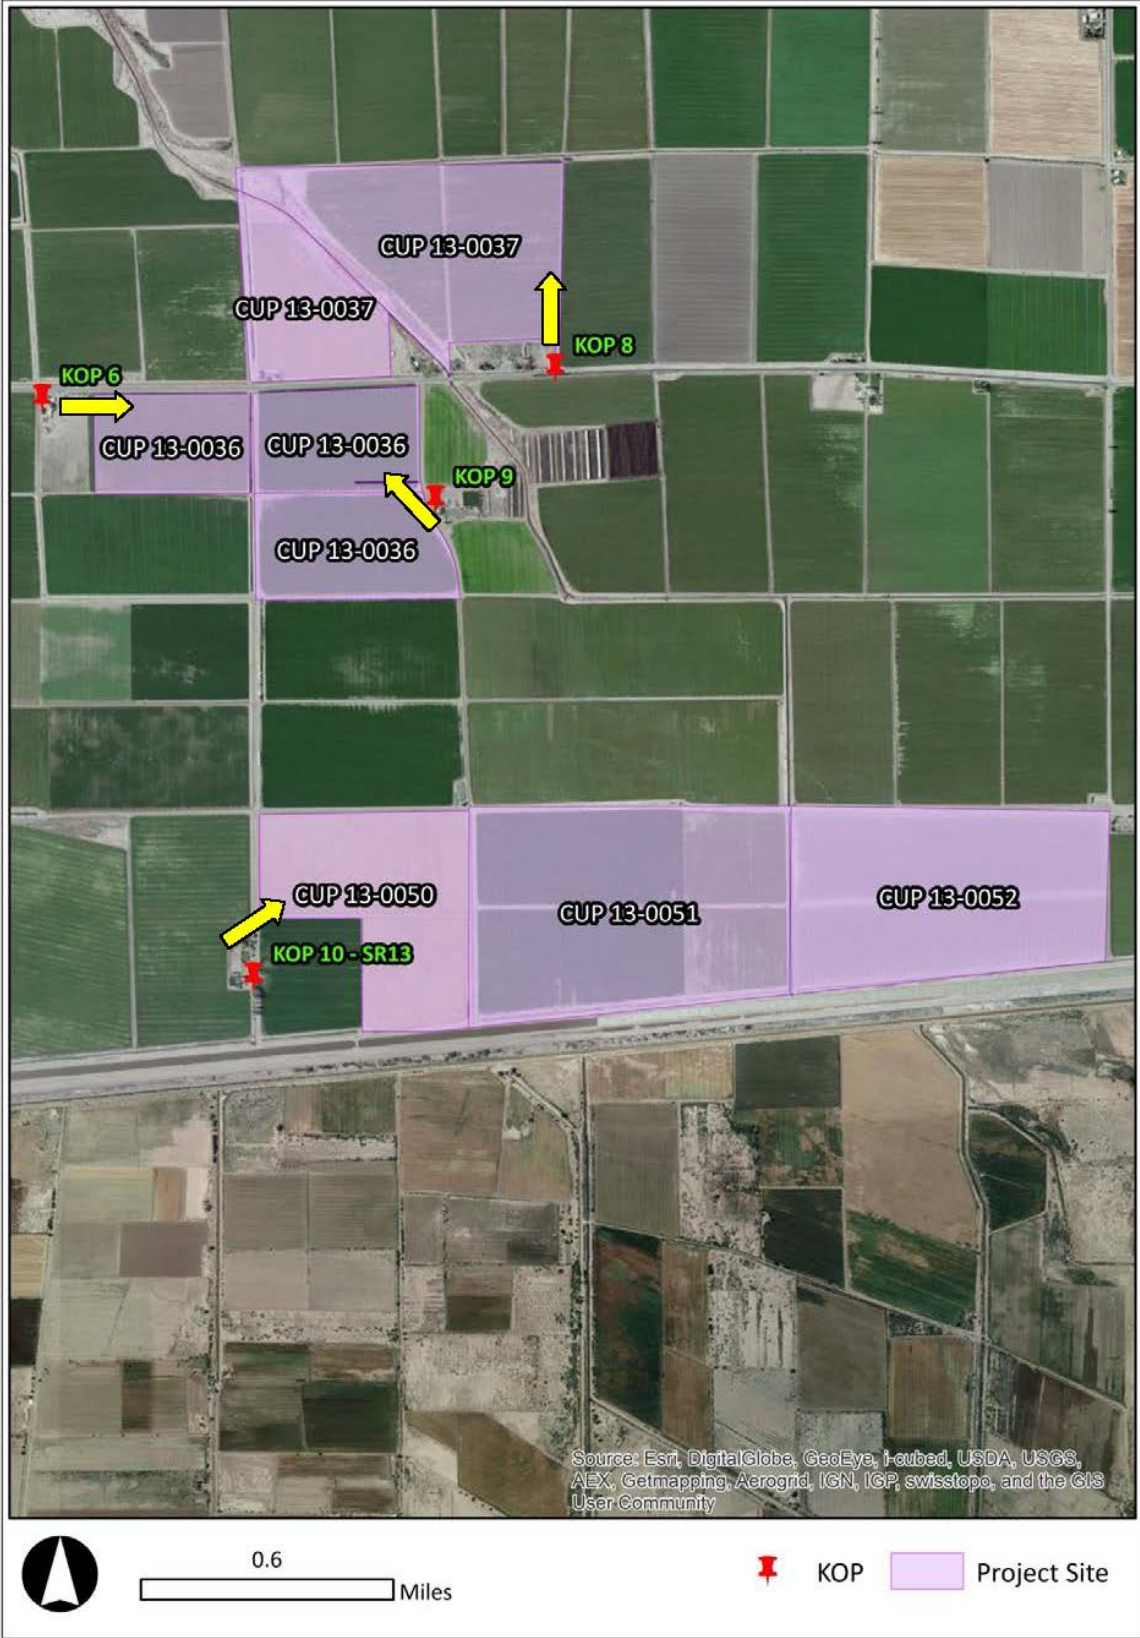 CUP 13-0037
CUP 13-0037
KOP 8
KOP 6
CUP 13-0036
CUP 13-0036
KOP 9
CUP 13-0036
CUP 13-0050
CUP 13-0051
CUP 13-0052
KOP 10 - SR13
Source: Esri, DigitalGlobe, GeoEye, i-cubed, USDA, USGS,
AEX, Getmapping, Aerogrid, IGN, IGP, swisstopo, and the GIS
User Community
0.6
Miles
KOP
Project Site